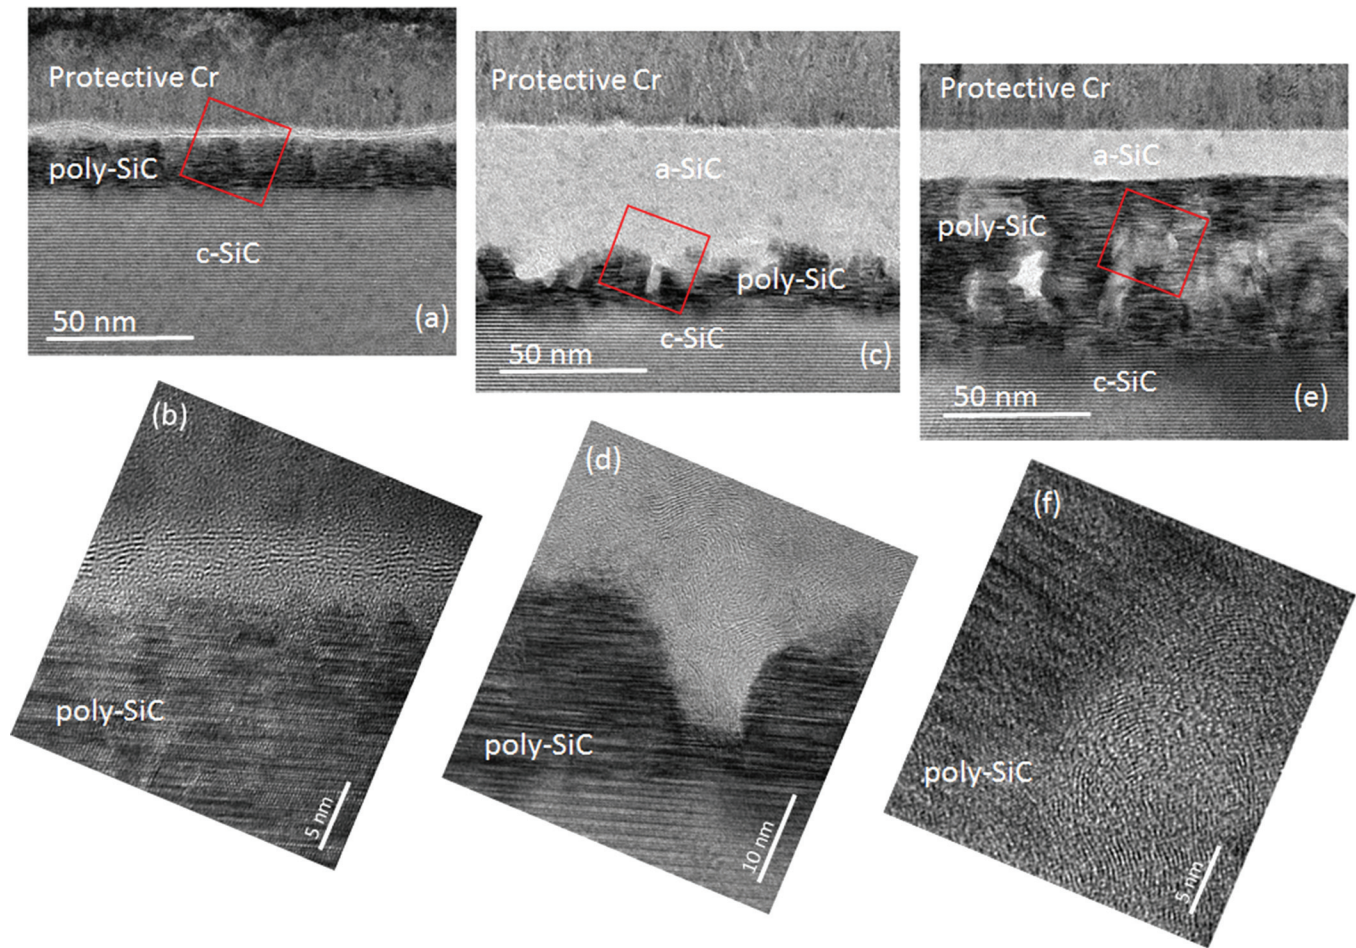 Protective Cr
poly-SiC
c-SiC
50 nm
(a)
Protective Cr
a-SiC
poly-SiC
c-SiC
50 nm
(c)
Protective Cr
a-SiC
poly-SiC
c-SiC
50 nm
(e)
(b)
poly-SiC
5 nm
(d)
poly-SiC
10 nm
(f)
poly-SiC
5 nm